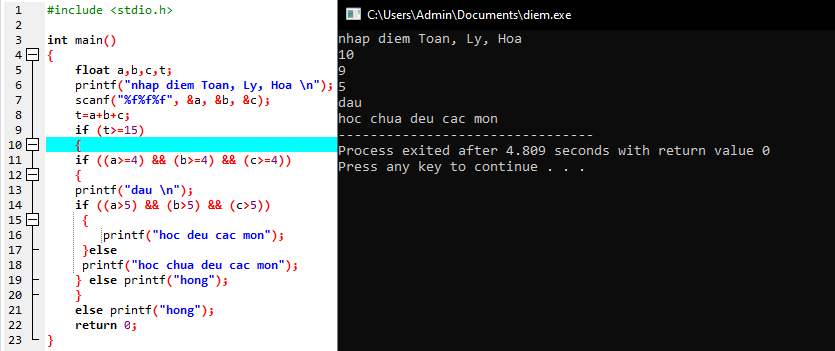 1 #include <stdio.h>
2
3 int main()
4 {
5 float a,b,c,t;
6 printf("nhap diem Toan, Ly, Hoa \n");
7 scanf("%f%f%f", &a, &b, &c);
8 t=a+b+c;
9 if (t>=15)
10 {
11 if ((a>=4) && (b>=4) && (c>=4))
12 {
13 printf("dau \n");
14 if ((a>5) && (b>5) && (c>5))
15 {
16 printf("hoc deu cac mon");
17 }else
18 printf("hoc chua deu cac mon");
19 } else printf("hong");
20 }
21 else printf("hong");
22 return 0;
23 }
C:\Users\Admin\Documents\diem.exe
nhap diem Toan, Ly, Hoa
10
9
5
dau
hoc chua deu cac mon
--------------------------------
Process exited after 4.809 seconds with return value 0
Press any key to continue . . .